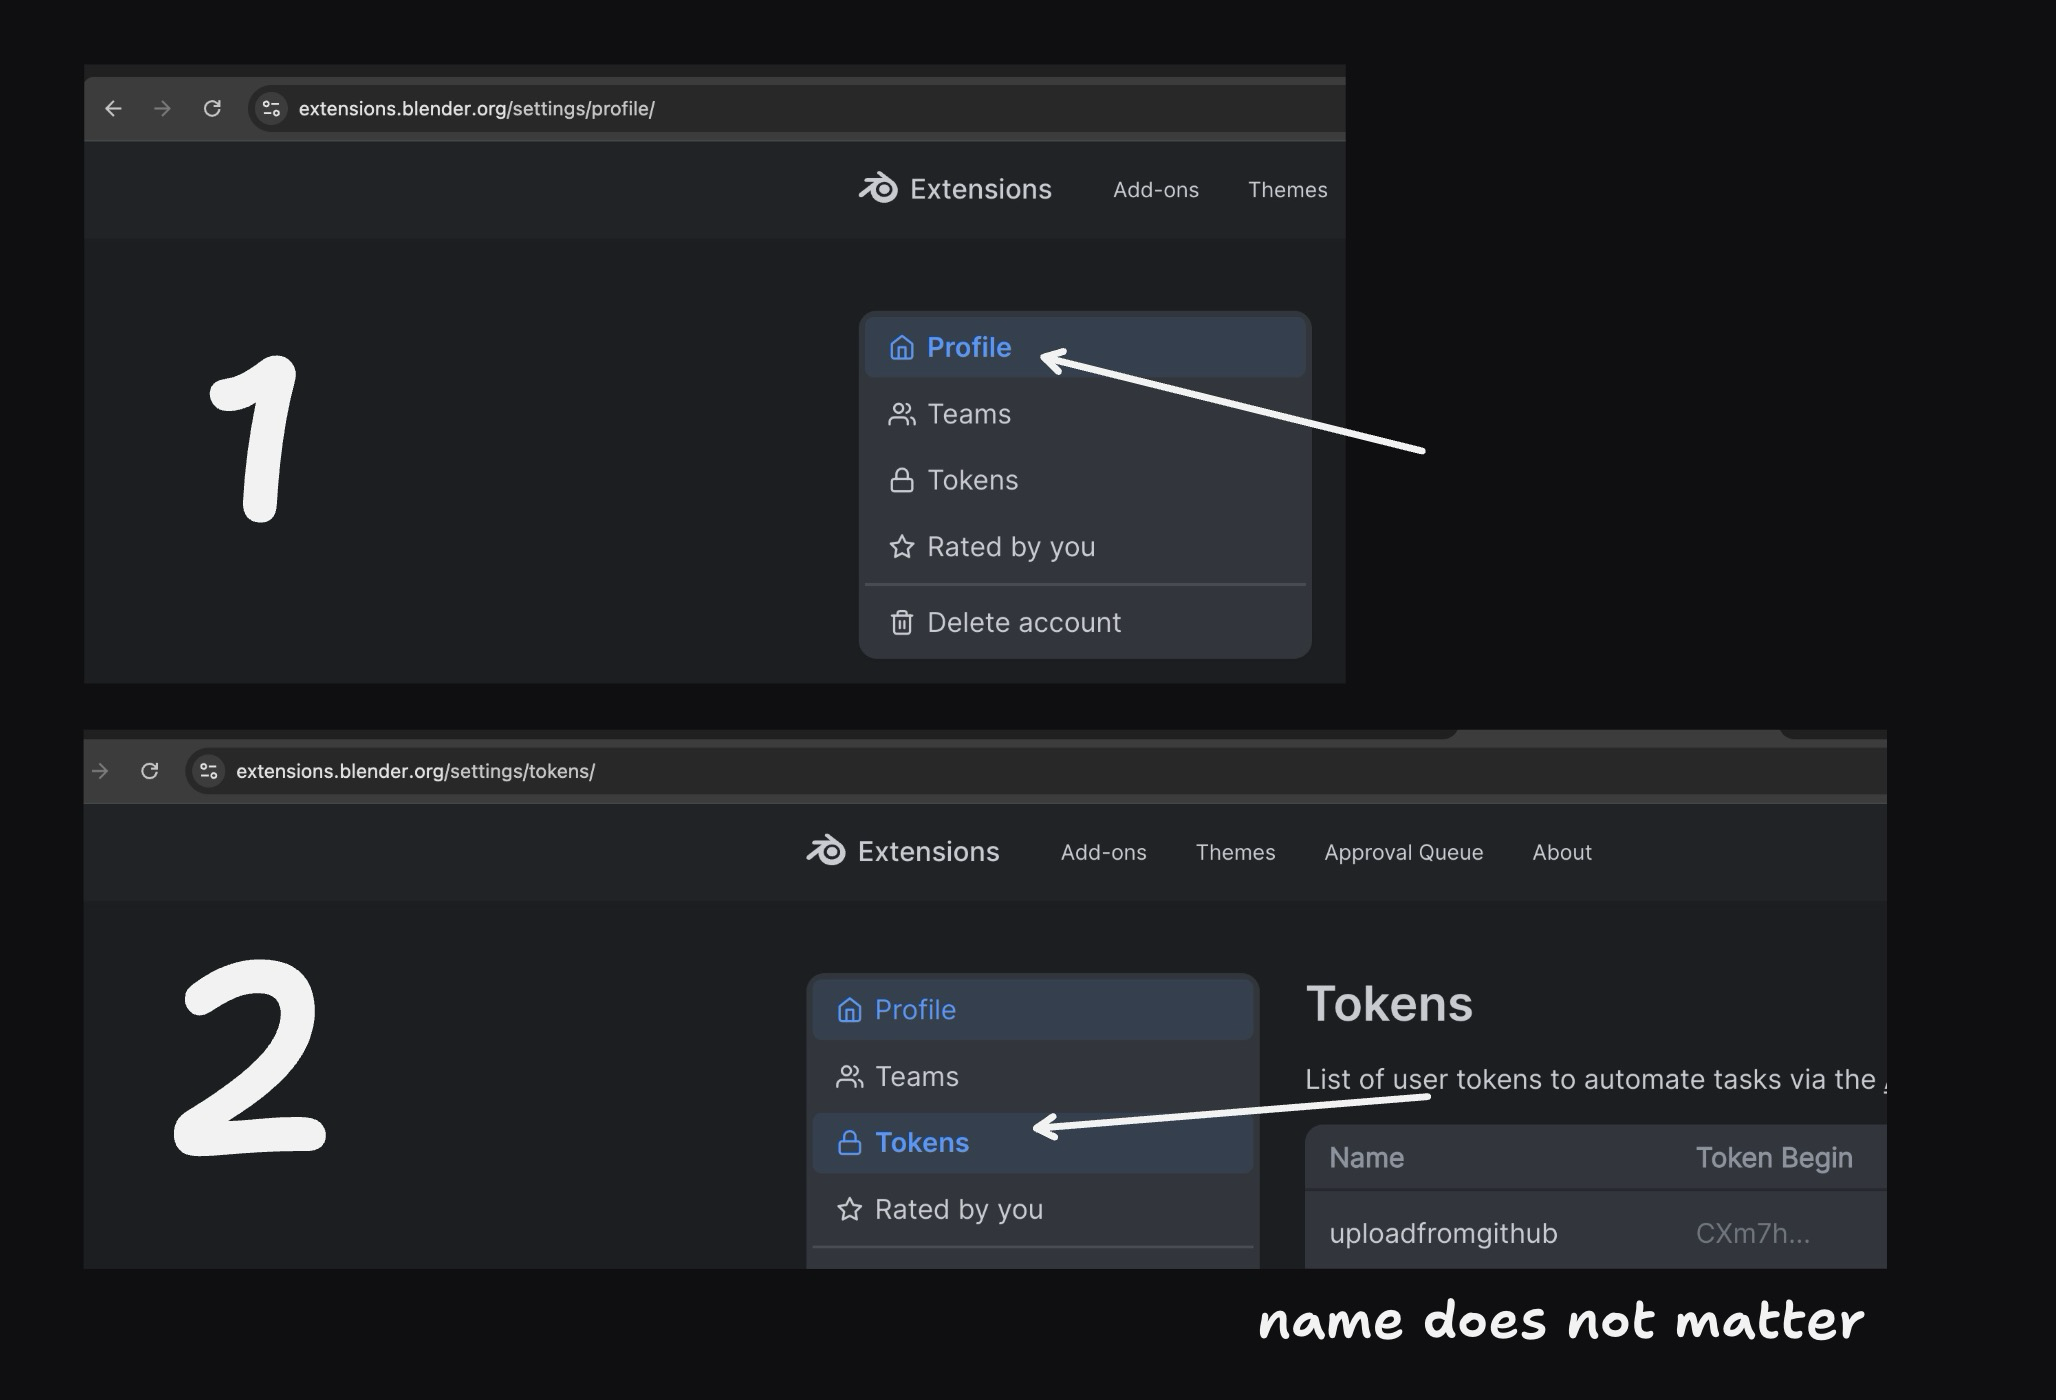 extensions.blender.org/settings/profile/
Extensions Add-ons Themes
1
Profile
Teams
Tokens
Rated by you
Delete account
extensions.blender.org/settings/tokens/
Extensions Add-ons Themes Approval Queue About
2
Profile
Teams
Tokens
Rated by you
Tokens
List of user tokens to automate tasks via the
Name Token Begin
uploadfromgithub CXm7h...
name does not matter